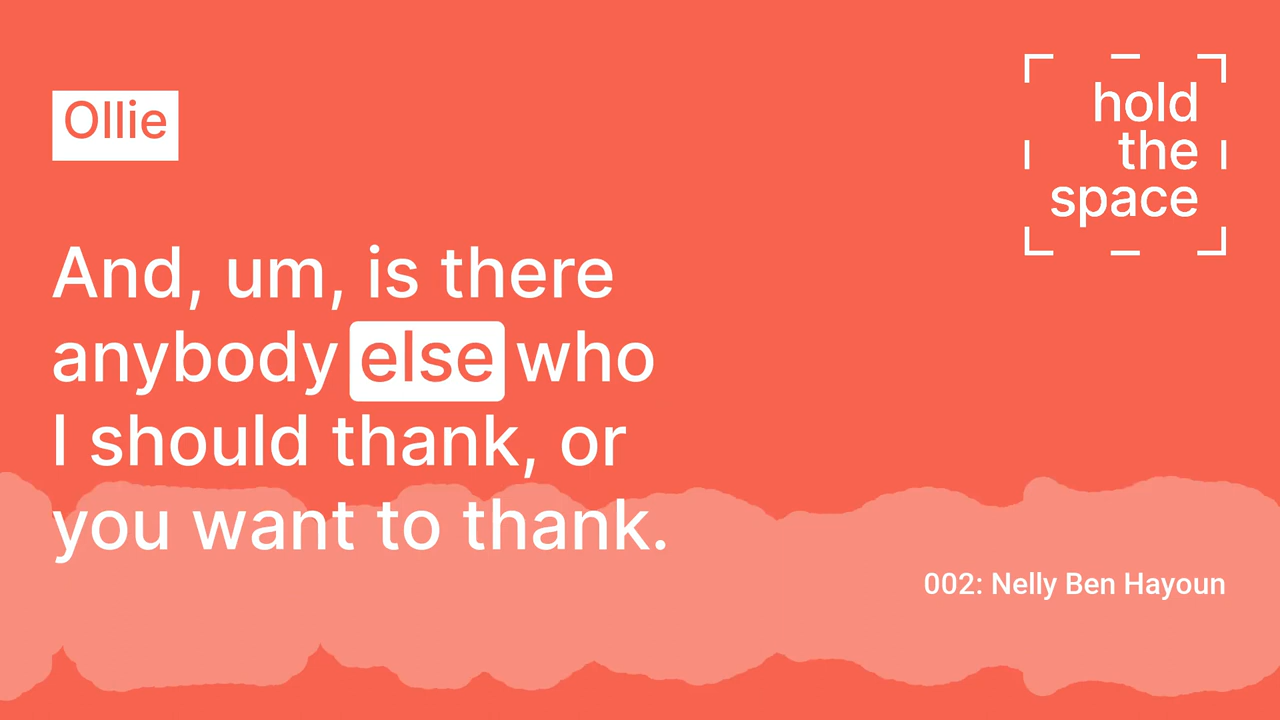 Ollie
hold
the
space
And, um, is there
anybody else who
I should thank, or
you want to thank.
002: Nelly Ben Hayoun